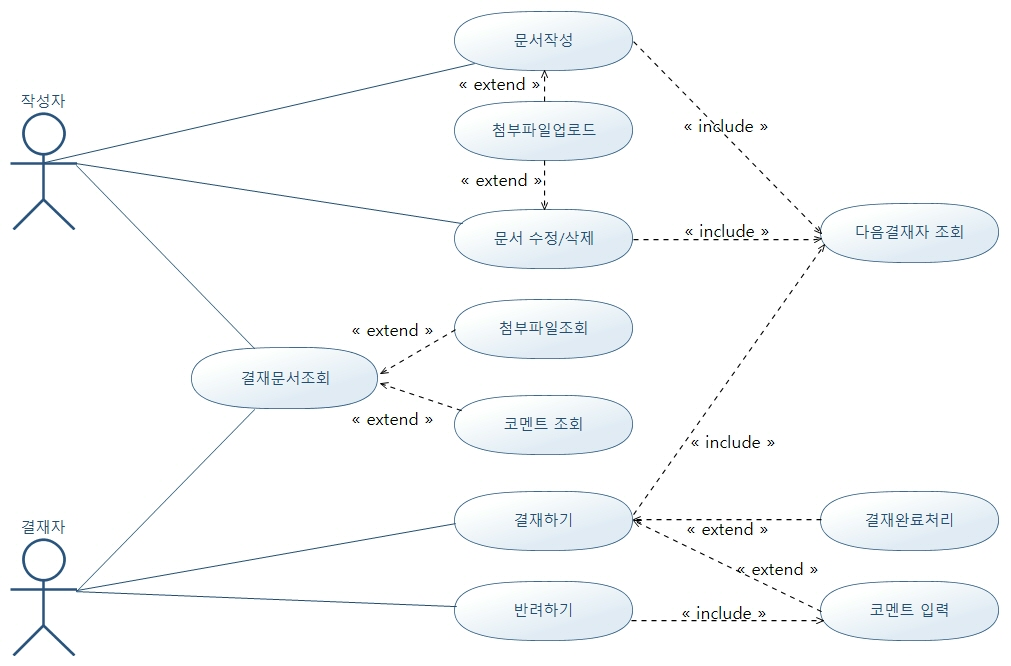 문서작성
« extend »
작성자
첨부파일업로드
« include »
« extend »
문서 수정/삭제
« include »
다음결재자 조회
« extend »
첨부파일조회
결재문서조회
« extend »
코멘트 조회
« include »
결재자
결재하기
« extend »
결재완료처리
« extend »
반려하기
« include »
코멘트 입력